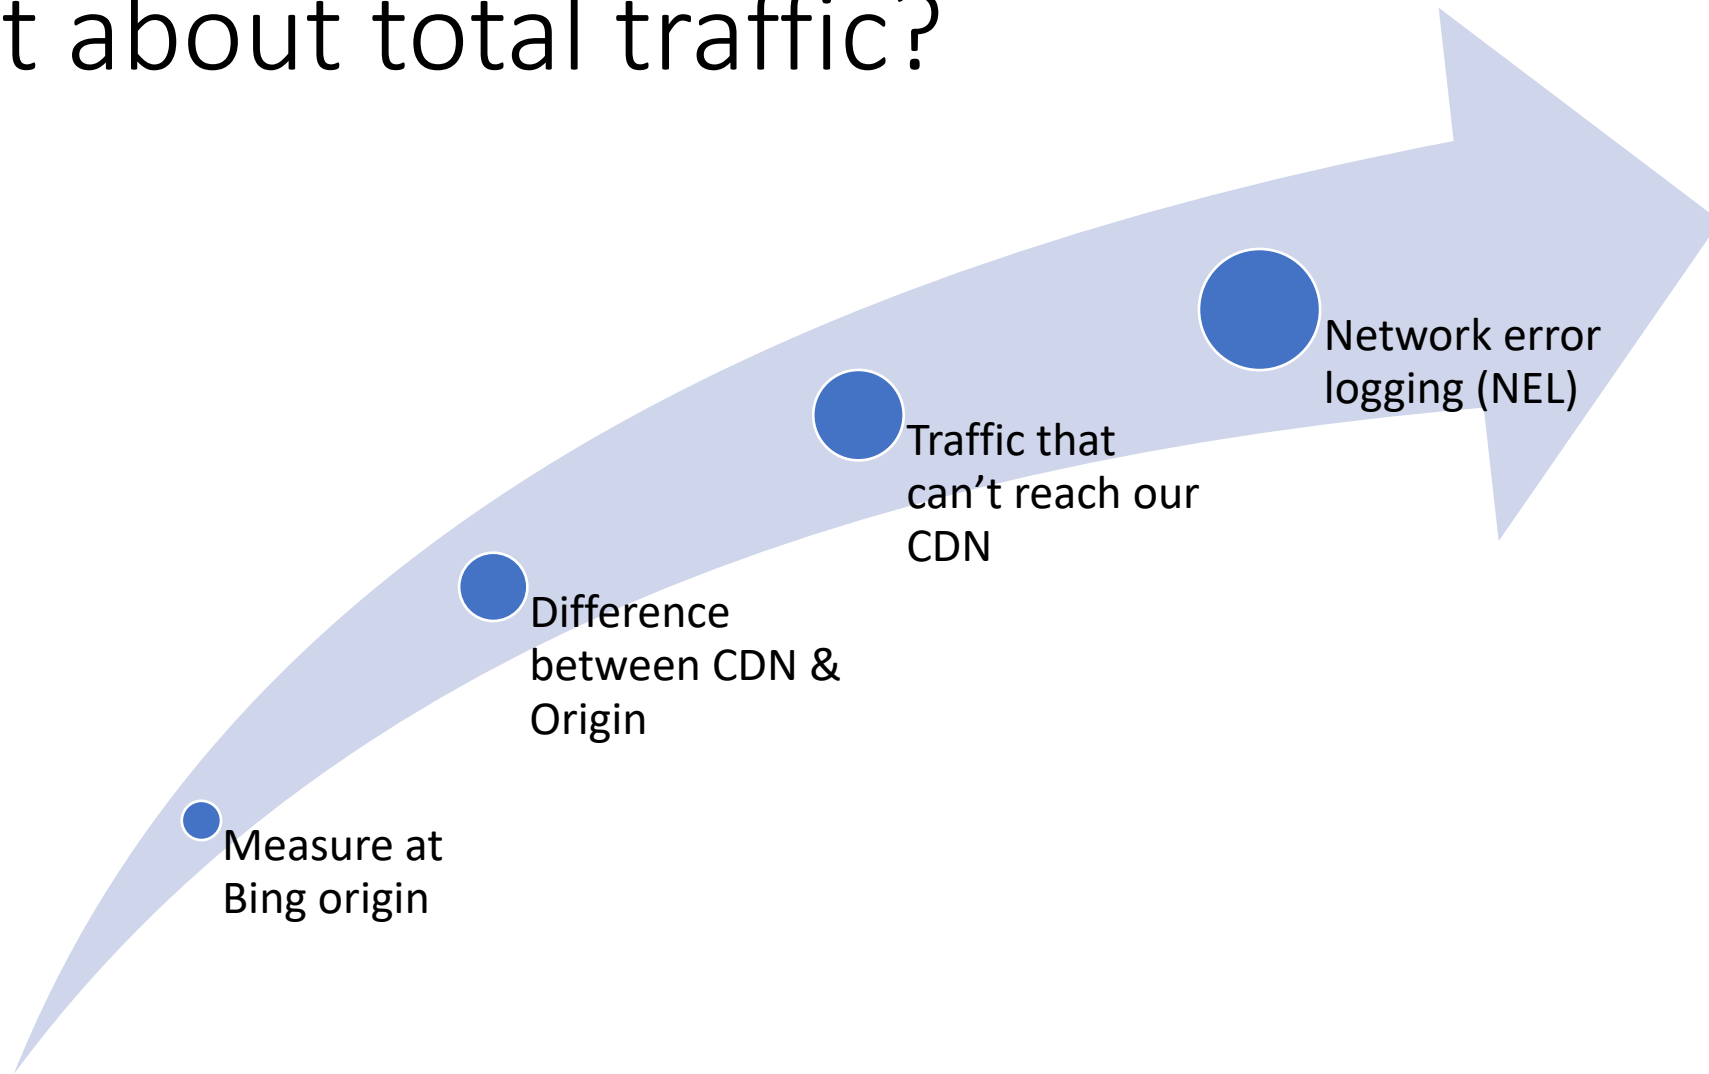 t about total traffic?
Network error
logging (NEL)
Traffic that
can’t reach our
CDN
Difference
between CDN &
Origin
Measure at
Bing origin